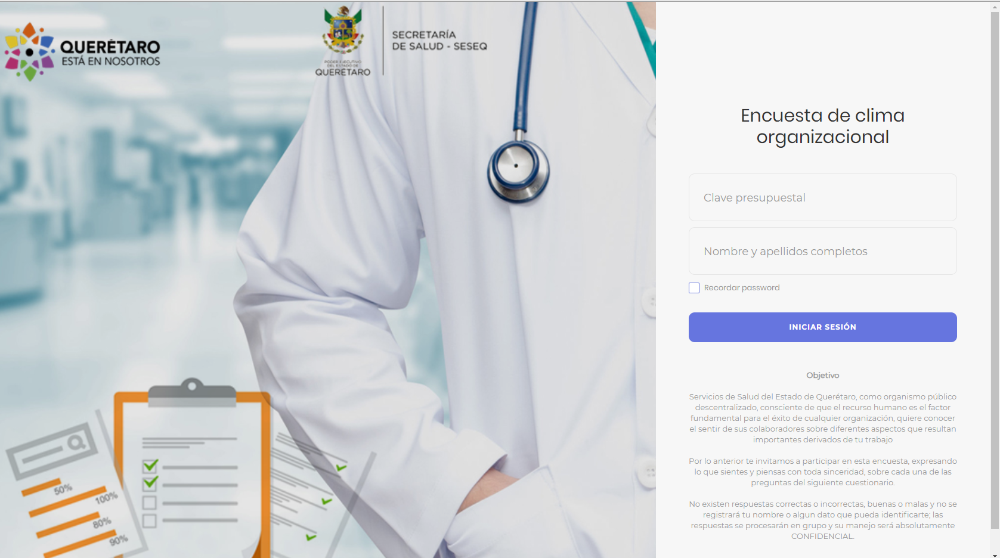 QUERÉTARO
ESTÁ EN NOSOTROS
PODER EJECUTIVO
DEL ESTADO DE
QUERÉTARO
SECRETARÍA
DE SALUD - SESEQ
50%
100%
80%
90%
Encuesta de clima
organizacional
Clave presupuestal
Nombre y apellidos completos
Recordar password
INICIAR SESIÓN
Objetivo
Servicios de Salud del Estado de Querétaro, como organismo público
descentralizado, consciente de que el recurso humano es el factor
fundamental para el éxito de cualquier organización, quiere conocer
el sentir de sus colaboradores sobre diferentes aspectos que resultan
importantes derivados de tu trabajo
Por lo anterior te invitamos a participar en esta encuesta, expresando
lo que sientes y piensas con toda sinceridad, sobre cada una de las
preguntas del siguiente cuestionario.
No existen respuestas correctas o incorrectas, buenas o malas y no se
registrará tu nombre o algun dato que pueda identificarte; las
respuestas se procesarán en grupo y su manejo será absolutamente
CONFIDENCIAL.